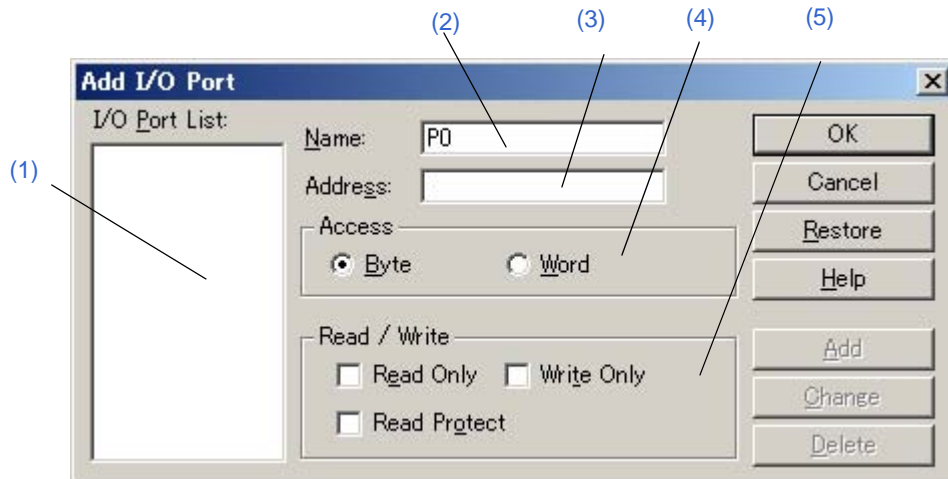 (2) (3) (4) (5)
Add I/O Port
I/O Port List:
(1)
Name: P0
Address:
Access
Byte Word
Read / Write
Read Only Write Only
Read Protect
OK
Cancel
Restore
Help
Add
Change
Delete